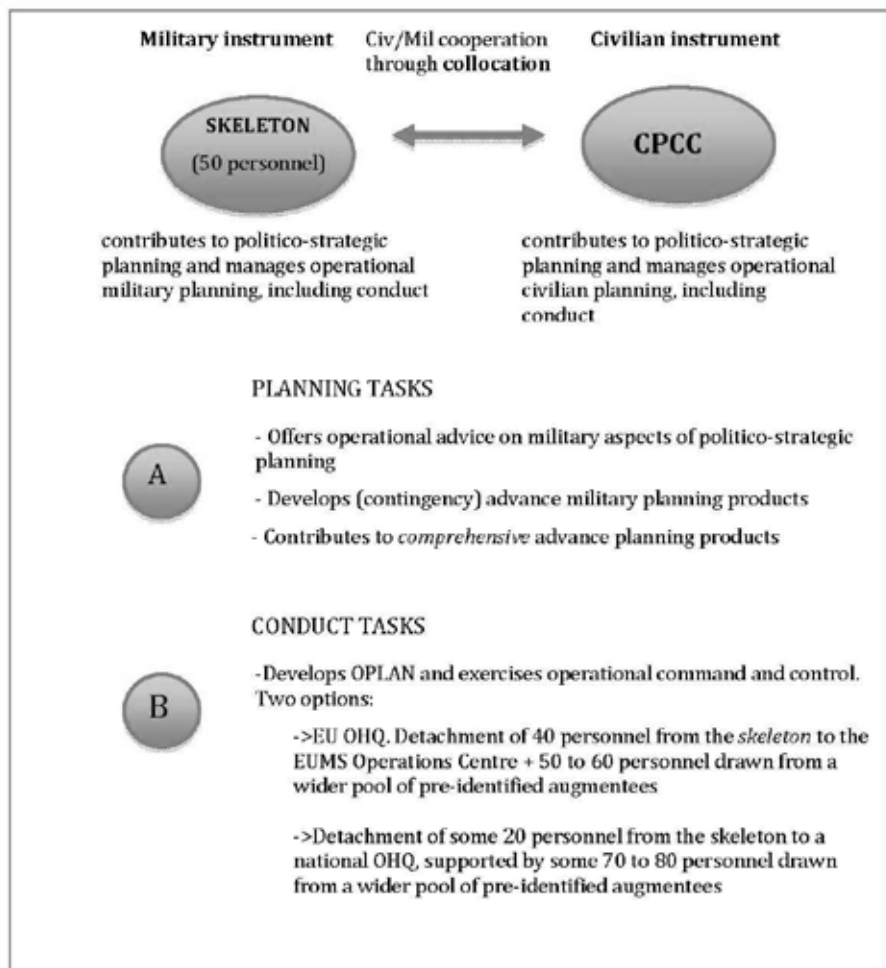 Military instrument
Civ/Mil cooperation
through collocation
Civilian instrument
SKELETON
(50 personnel)
CPCC
contributes to politico-strategic
planning and manages operational
military planning, including conduct
contributes to politico-strategic
planning and manages operational
civilian planning, including
conduct
PLANNING TASKS
A
- Offers operational advice on military aspects of politico-strategic
planning
- Develops (contingency) advance military planning products
- Contributes to comprehensive advance planning products
CONDUCT TASKS
B
-Develops OPLAN and exercises operational command and control.
Two options:
->EU OHQ. Detachment of 40 personnel from the skeleton to the
EUMS Operations Centre + 50 to 60 personnel drawn from a
wider pool of pre-identified augmentees
->Detachment of some 20 personnel from the skeleton to a
national OHQ, supported by some 70 to 80 personnel drawn
from a wider pool of pre-identified augmentees